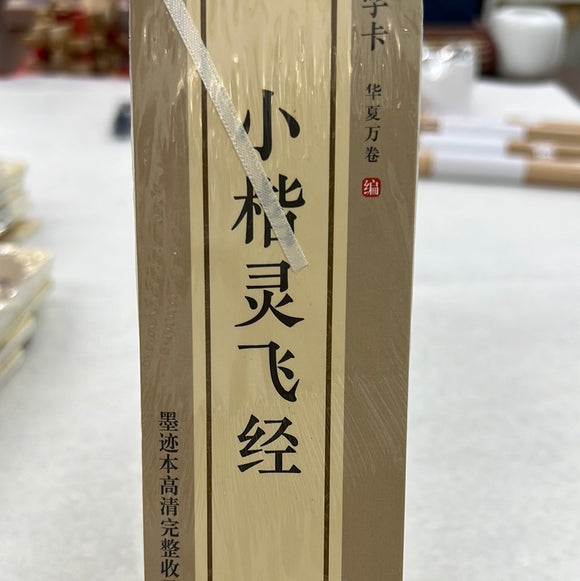 字卡
华夏万卷
编
小楷灵飞经
墨迹本高清完整收